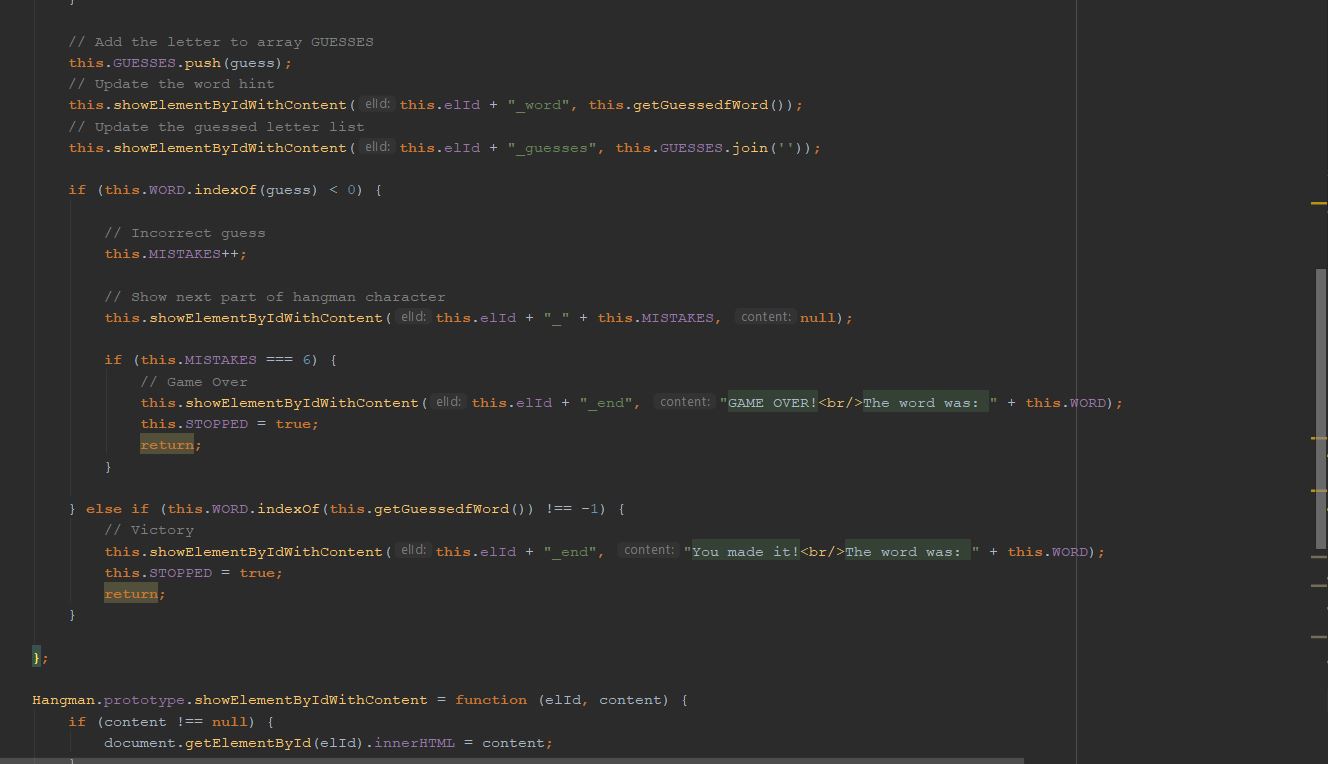 }
// Add the letter to array GUESSES
this.GUESSES.push(guess);
// Update the word hint
this.showElementByIdWithContent( elId: this.elId + "_word", this.getGuessedfWord());
// Update the guessed letter list
this.showElementByIdWithContent( elId: this.elId + "_guesses", this.GUESSES.join(''));
if (this.WORD.indexOf(guess) < 0) {
// Incorrect guess
this.MISTAKES++;
// Show next part of hangman character
this.showElementByIdWithContent( elId: this.elId + "_" + this.MISTAKES, content: null);
if (this.MISTAKES === 6) {
// Game Over
this.showElementByIdWithContent( elId: this.elId + "_end", content: "GAME OVER!<br/>The word was: " + this.WORD);
this.STOPPED = true;
return;
}
} else if (this.WORD.indexOf(this.getGuessedfWord()) !== -1) {
// Victory
this.showElementByIdWithContent( elId: this.elId + "_end", content: "You made it!<br/>The word was: " + this.WORD);
this.STOPPED = true;
return;
}
};
Hangman.prototype.showElementByIdWithContent = function (elId, content) {
if (content !== null) {
document.getElementById(elId).innerHTML = content;
}